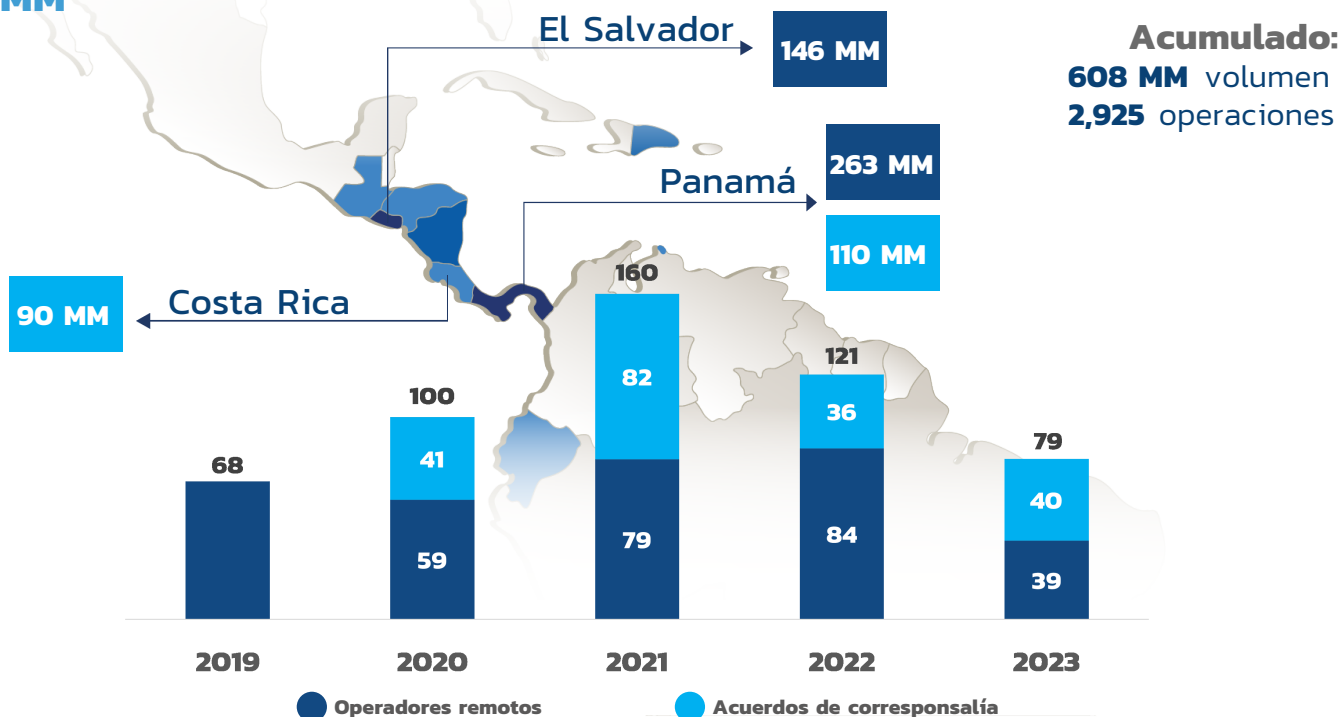 MM
El Salvador
146 MM
Acumulado:
608 MM volumen
2,925 operaciones
Panamá
263 MM
110 MM
Costa Rica
90 MM
160
82
79
121
36
84
100
41
59
79
40
39
68
2019
2020
2021
2022
2023
Operadores remotos
Acuerdos de corresponsalía